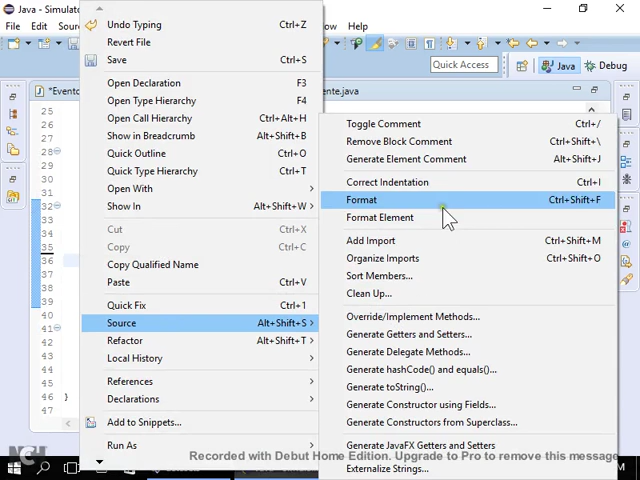 Java - Simulato
File Edit Sour
Help
Quick Access
Java
Debug
*Evento
ente.java
25
28
29
30
31
32
33
34
35
36
37
38
39
40
41
44
45
46
47
}
Undo Typing Ctrl+Z
Revert File
Save Ctrl+S
Open Declaration F3
Open Type Hierarchy F4
Open Call Hierarchy Ctrl+Alt+H
Show in Breadcrumb Alt+Shift+B
Quick Outline Ctrl+O
Quick Type Hierarchy Ctrl+T
Open With
Show In Alt+Shift+W
Cut Ctrl+X
Copy Ctrl+C
Copy Qualified Name
Paste Ctrl+V
Quick Fix Ctrl+1
Source Alt+Shift+S
Refactor Alt+Shift+T
Local History
References
Declarations
Add to Snippets...
Run As
Toggle Comment Ctrl+/
Remove Block Comment Ctrl+Shift+\
Generate Element Comment Alt+Shift+J
Correct Indentation Ctrl+I
Format Ctrl+Shift+F
Format Element
Add Import Ctrl+Shift+M
Organize Imports Ctrl+Shift+O
Sort Members...
Clean Up...
Override/Implement Methods...
Generate Getters and Setters...
Generate Delegate Methods...
Generate hashCode() and equals()...
Generate toString()...
Generate Constructor using Fields...
Generate Constructors from Superclass...
Generate JavaFX Getters and Setters
Externalize Strings...
NCH
Recorded with Debut Home Edition. Upgrade to Pro to remove this message